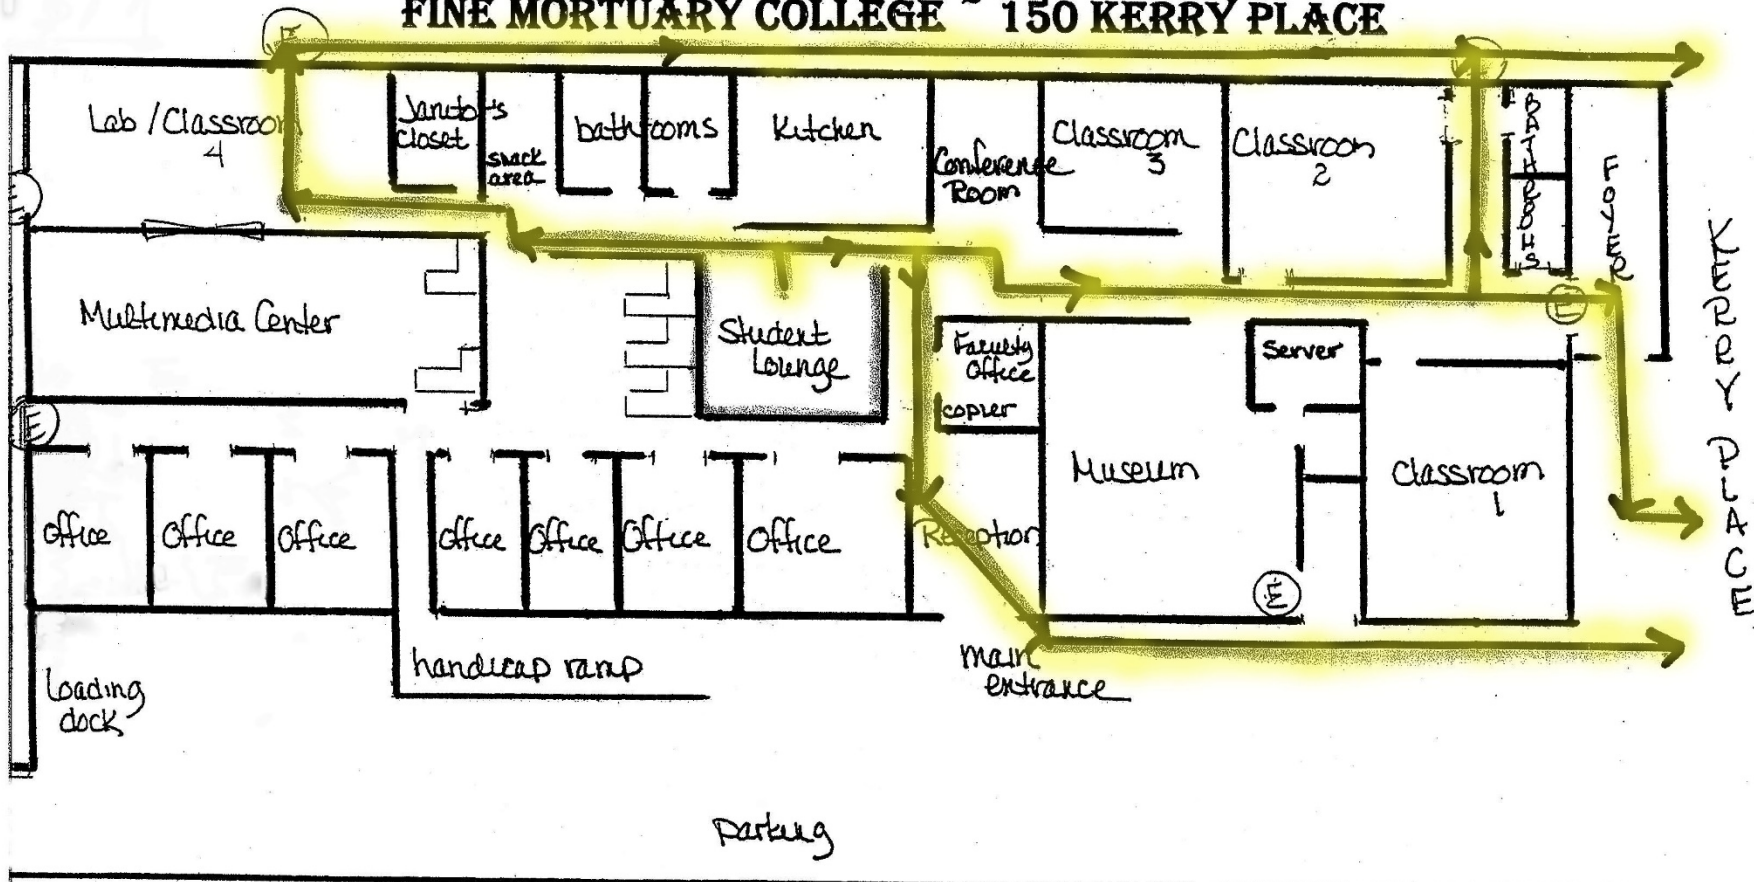 FINE MORTUARY COLLEGE ~ 150 KERRY PLACE
E
Lab / Classroom
4
Janitor's
Closet
snack
area
bathrooms
Kitchen
Conference
Room
Classroom
3
Classroom
2
BATHROOMS
FOYER
E
E
Multimedia Center
Student
Lounge
Faculty
Office
copier
Server
KERRY PLACE
E
Museum
Classroom
1
office
office
office
office
office
office
office
Reception
E
main
entrance
handicap ramp
Loading
dock
parking